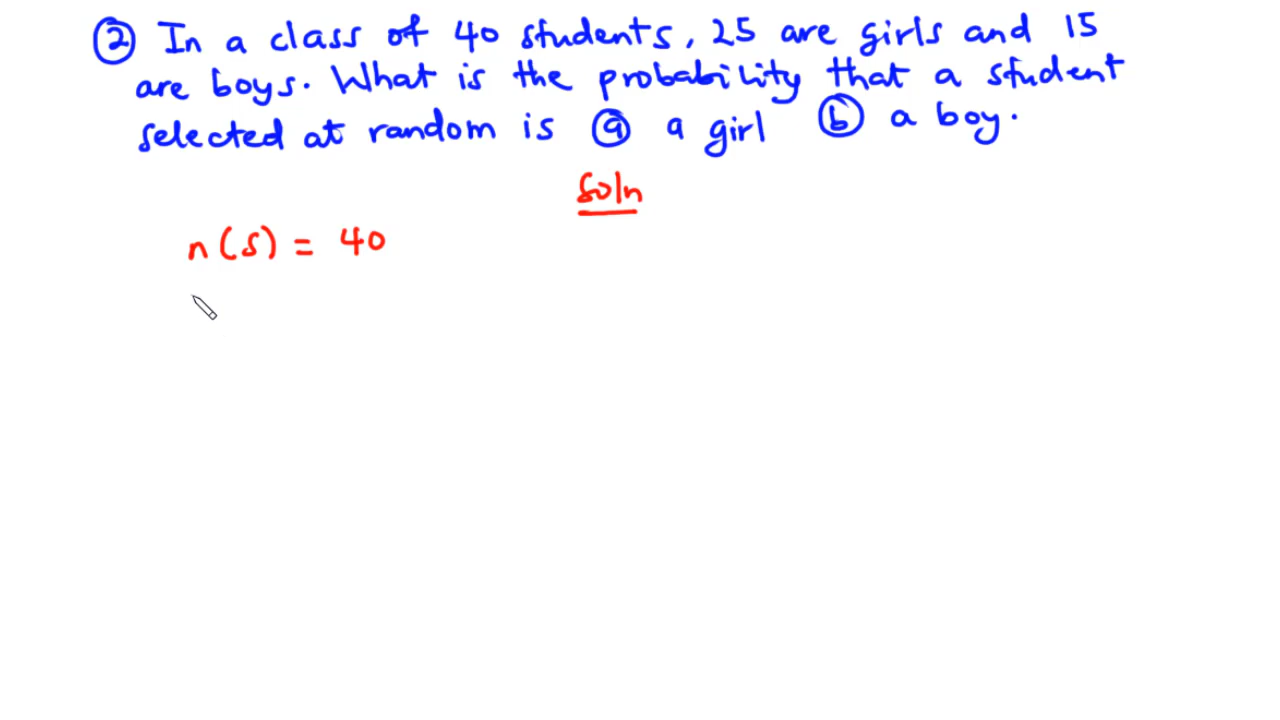 ② In a class of 40 students, 25 are girls and 15
are boys. What is the probability that a student
selected at random is ⓐ a girl ⓑ a boy.
Soln
n(s) = 40